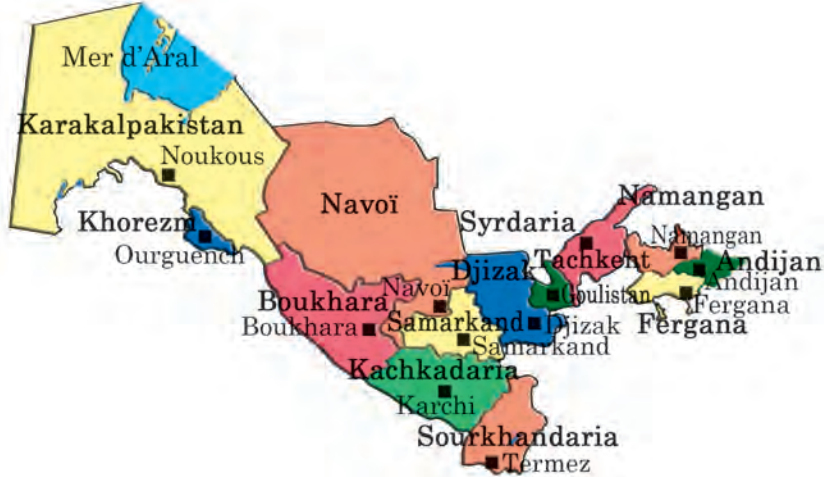 Mer d'Aral
Karakalpakistan
Noukous
Navoï
Namangan
Khorezm
Syrdaria
Ourguench
Namangan
Djizak
Tachkent
Andijan
Andijan
Boukhara
Navoï
Goulistan
Fergana
Boukhara
Samarkand
Djizak
Fergana
Samarkand
Kachkadaria
Karchi
Sourkhandaria
Termez